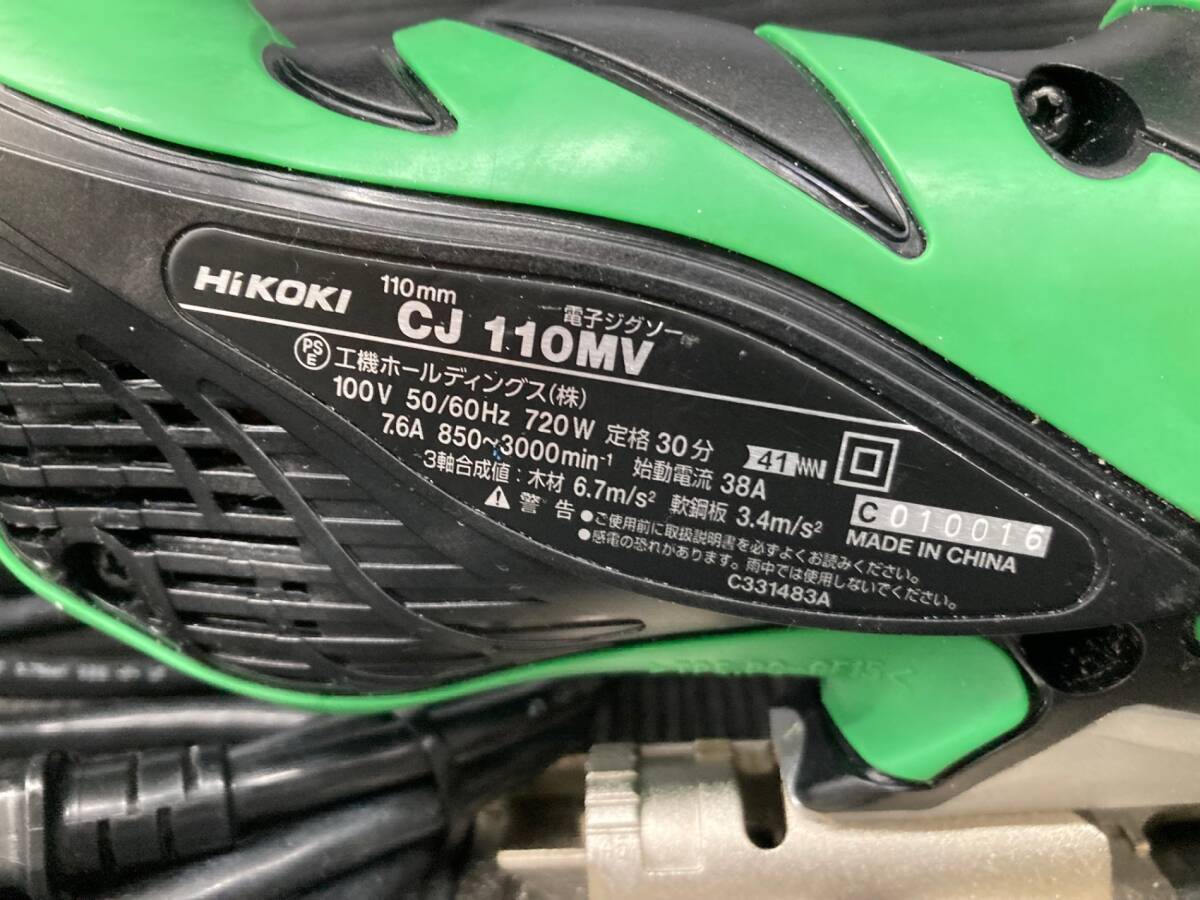 HiKOKI
110mm 電子ジグソー
CJ 110MV
PS E 工機ホールディングス(株)
100V 50/60Hz 720W 定格 30分
7.6A 850~3000min⁻¹ 始動電流 38A
3軸合成値：木材 6.7m/s² 軟鋼板 3.4m/s²
41
C 010016
MADE IN CHINA
⚠ 警告 ●ご使用前に取扱説明書を必ずよくお読みください。
●感電の恐れがあります。雨中では使用しないでください。
C331483A